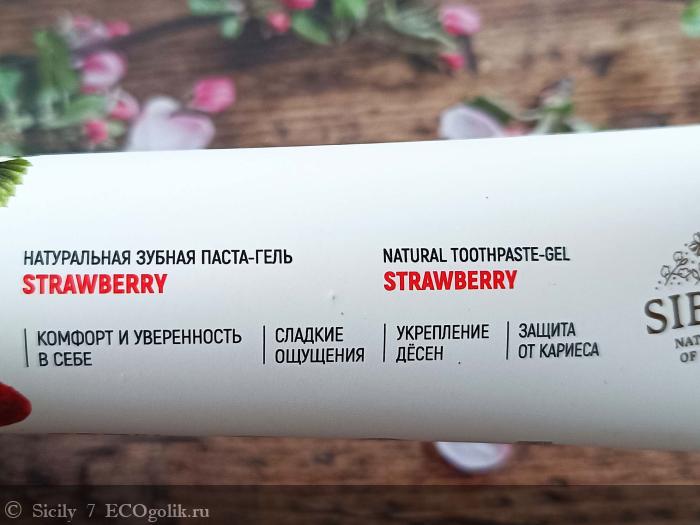 НАТУРАЛЬНАЯ ЗУБНАЯ ПАСТА-ГЕЛЬ
STRAWBERRY
NATURAL TOOTHPASTE-GEL
STRAWBERRY
КОМФОРТ И УВЕРЕННОСТЬ
В СЕБЕ
СЛАДКИЕ
ОЩУЩЕНИЯ
УКРЕПЛЕНИЕ
ДЁСЕН
ЗАЩИТА
ОТ КАРИЕСА
OF
© Sicily 7 ECOgolik.ru